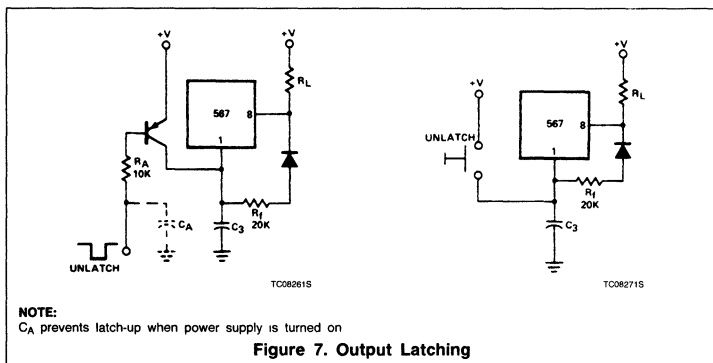 +V
+V
RL
567
8
1
RA
10K
CA
Rf
20K
C3
UNLATCH
TC08261S
+V
+V
RL
567
8
UNLATCH
1
Rf
20K
C3
TC08271S
NOTE:
CA prevents latch-up when power supply is turned on
Figure 7. Output Latching